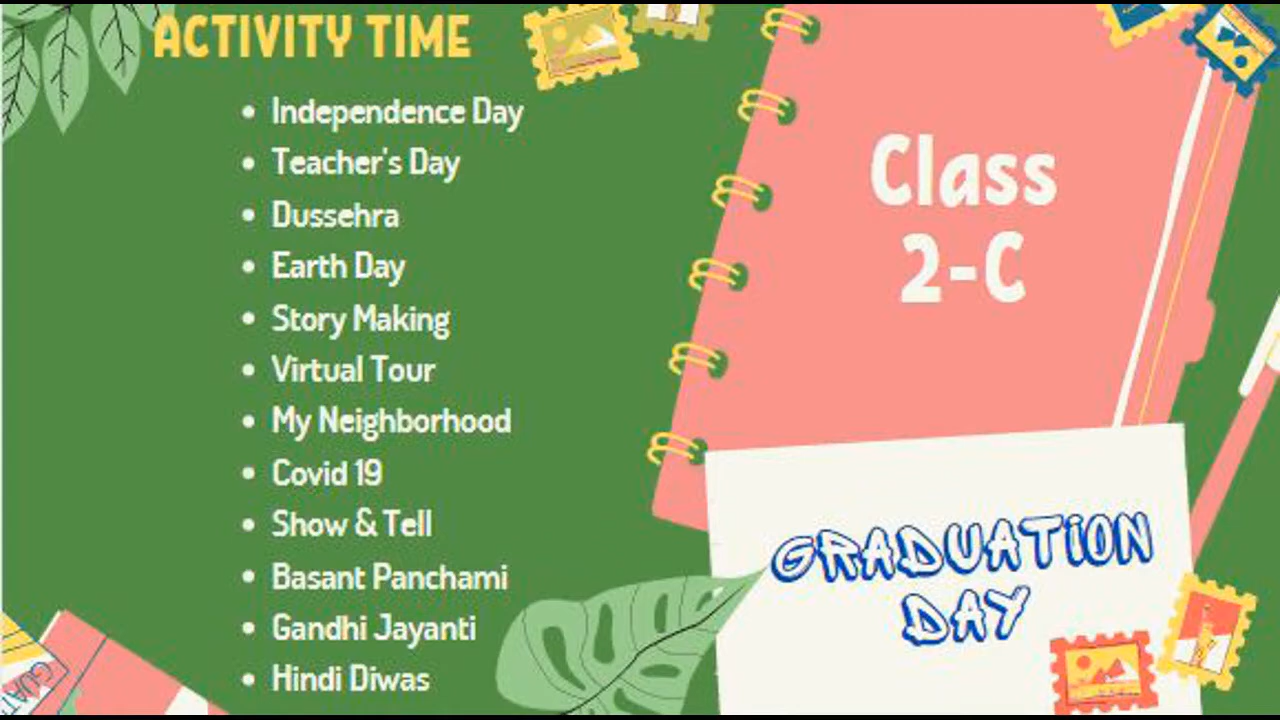 ACTIVITY TIME
• Independence Day
• Teacher's Day
• Dussehra
• Earth Day
• Story Making
• Virtual Tour
• My Neighborhood
• Covid 19
• Show & Tell
• Basant Panchami
• Gandhi Jayanti
• Hindi Diwas
Class
2-C
GRADUATION
DAY